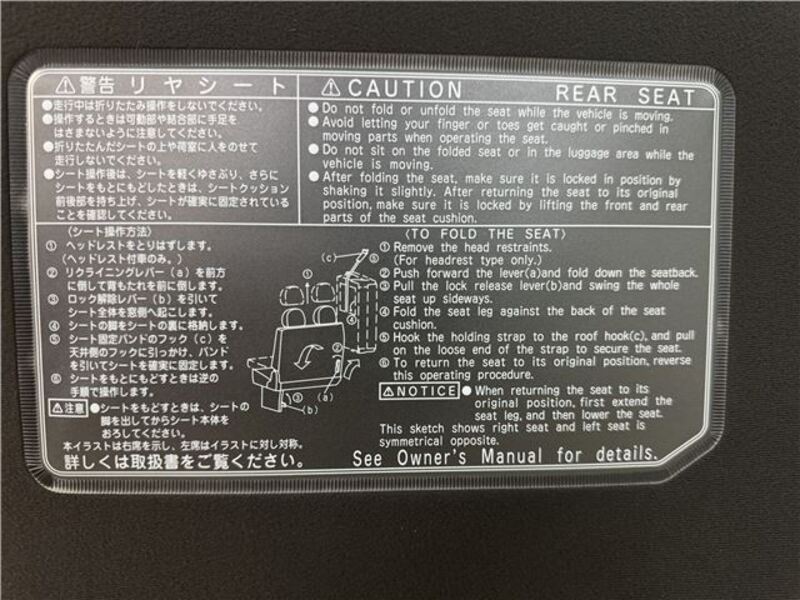 ⚠警告 リヤシート
●走行中は折りたたみ操作をしないでください。
●操作するときは可動部や結合部に手足を
はさまないように注意してください。
●折りたたんだシートの上や荷室に人をのせて
走行しないでください。
●シート操作後は、シートを軽くゆさぶり、さらに
シートをもとにもどしたときは、シートクッション
前後部を持ち上げ、シートが確実に固定されている
ことを確認してください。
⚠CAUTION REAR SEAT
● Do not fold or unfold the seat while the vehicle is moving.
● Avoid letting your finger or toes get caught or pinched in
moving parts when operating the seat.
● Do not sit on the folded seat or in the luggage area while the
vehicle is moving.
● After folding the seat, make sure it is locked in position by
shaking it slightly. After returning the seat to its original
position, make sure it is locked by lifting the front and rear
parts of the seat cushion.
〈シート操作方法〉
① ヘッドレストをとりはずします。
(ヘッドレスト付車のみ。)
② リクライニングレバー(a)を前方
に倒して背もたれを前に倒します。
③ ロック解除レバー(b)を引いて
シート全体を窓側へ起こします。
④ シートの脚をシートの裏に格納します。
⑤ シート固定バンドのフック(c)を
天井側のフックに引っかけ、バンド
を引いてシートを確実に固定します。
⑥ シートをもとにもどすときは逆の
手順で操作します。
⚠注意 ●シートをもどすときは、シートの
脚を出してからシート本体を
おろしてください。
本イラストは右席を示し、左席はイラストに対し対称。
詳しくは取扱書をご覧ください。
(c)
⑤
①
④
②
③
(a)
(b)
〈TO FOLD THE SEAT〉
① Remove the head restraints.
(For headrest type only.)
② Push forward the lever(a)and fold down the seatback.
③ Pull the lock release lever(b)and swing the whole
seat up sideways.
④ Fold the seat leg against the back of the seat
cushion.
⑤ Hook the holding strap to the roof hook(c), and pull
on the loose end of the strap to secure the seat.
⑥ To return the seat to its original position, reverse
this operating procedure.
⚠NOTICE ● When returning the seat to its
original position, first extend the
seat leg, and then lower the seat.
This sketch shows right seat and left seat is
symmetrical opposite.
See Owner's Manual for details.